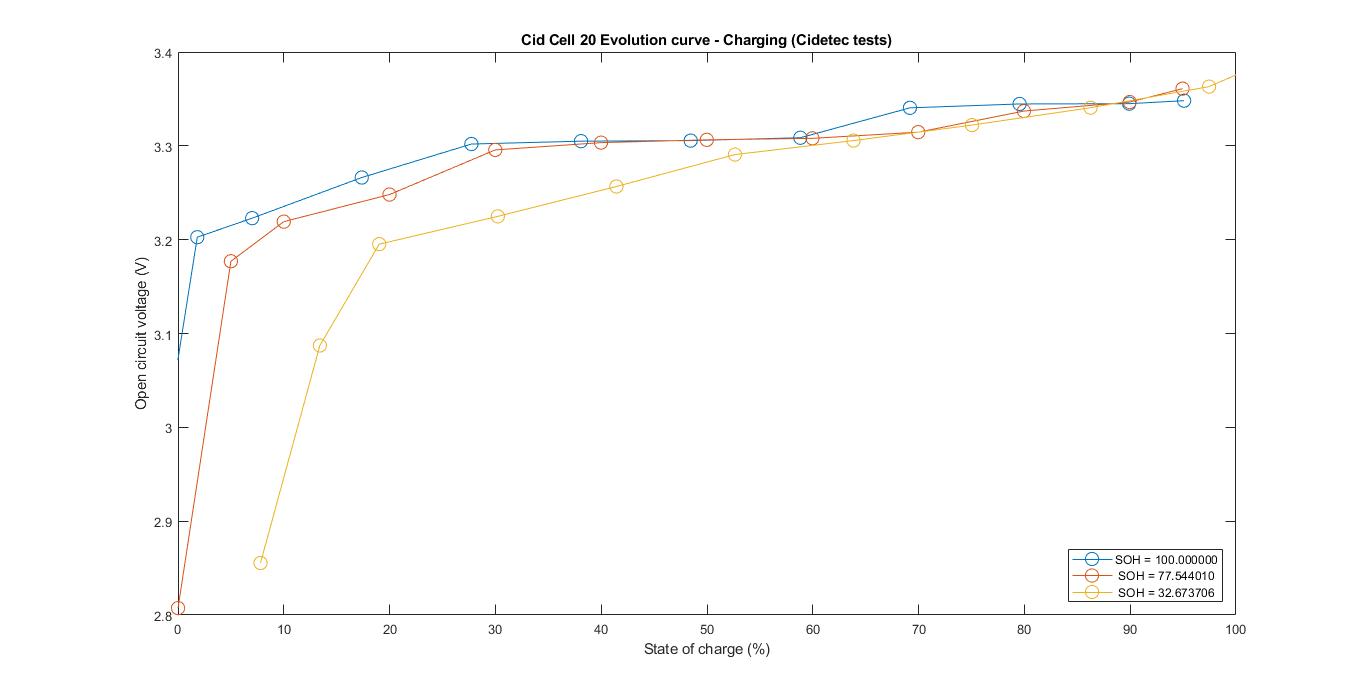 Cid Cell 20 Evolution curve - Charging (Cidetec tests)
3.4
3.3
3.2
3.1
3
2.9
2.8
Open circuit voltage (V)
0 10 20 30 40 50 60 70 80 90 100
State of charge (%)
SOH = 100.000000
SOH = 77.544010
SOH = 32.673706